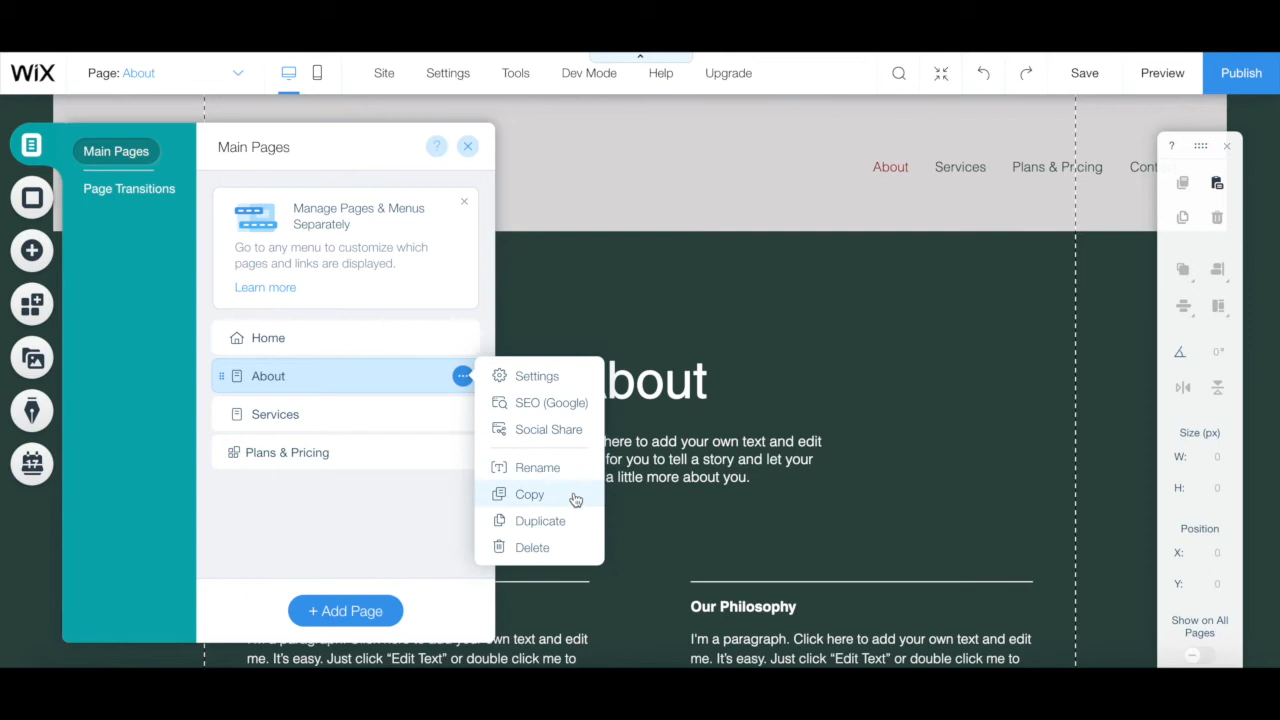 WiX
Page: About
Site
Settings
Tools
Dev Mode
Help
Upgrade
Save
Preview
Publish
Main Pages
Page Transitions
Main Pages
?
Manage Pages & Menus
Separately
Go to any menu to customize which
pages and links are displayed.
Learn more
Home
About
Services
Plans & Pricing
+ Add Page
Settings
SEO (Google)
Social Share
Rename
Copy
Duplicate
Delete
About
Services
Plans & Pricing
bout
here to add your own text and edit
for you to tell a story and let your
a little more about you.
Our Philosophy
I'm a paragraph. Click here to add your own text and edit
me. It's easy. Just click “Edit Text” or double click me to
I'm a paragraph. Click here to add your own text and edit
me. It's easy. Just click “Edit Text” or double click me to
?
0°
Size (px)
W: 0
H: 0
Position
X: 0
Y: 0
Show on All
Pages
17